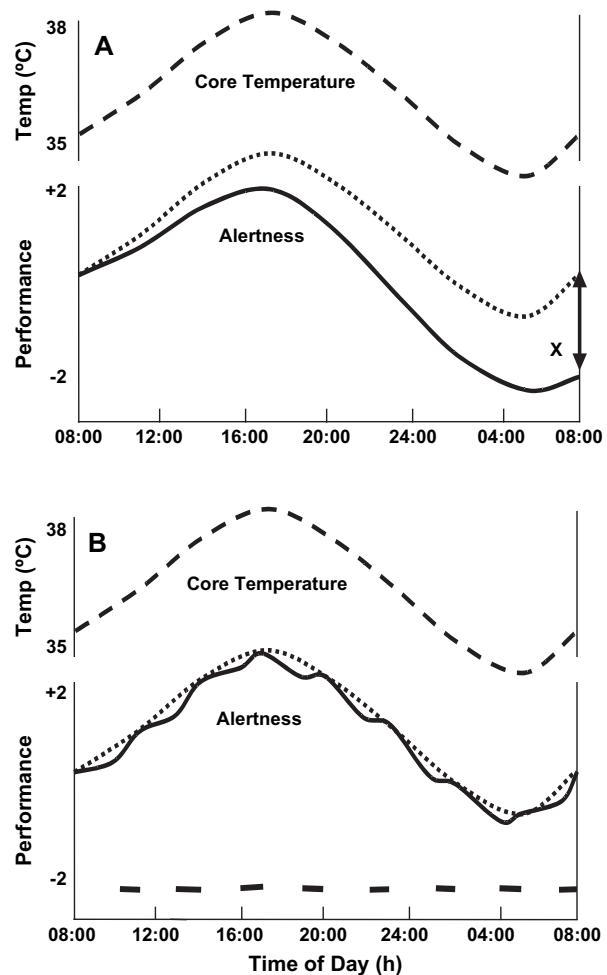 38
A
Temp (ºC)
Core Temperature
35
+2
Alertness
Performance
X
-2
08:00 12:00 16:00 20:00 24:00 04:00 08:00
38
B
Temp (ºC)
Core Temperature
35
+2
Alertness
Performance
-2
08:00 12:00 16:00 20:00 24:00 04:00 08:00
Time of Day (h)